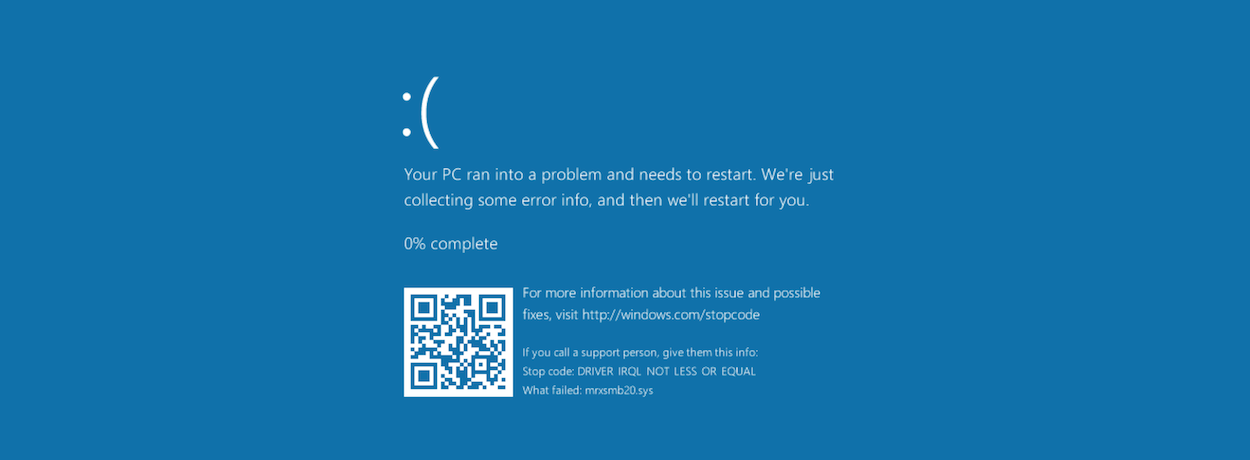 :(
Your PC ran into a problem and needs to restart. We're just
collecting some error info, and then we'll restart for you.
0% complete
For more information about this issue and possible
fixes, visit http://windows.com/stopcode
If you call a support person, give them this info:
Stop code: DRIVER IRQL NOT LESS OR EQUAL
What failed: mrxsmb20.sys